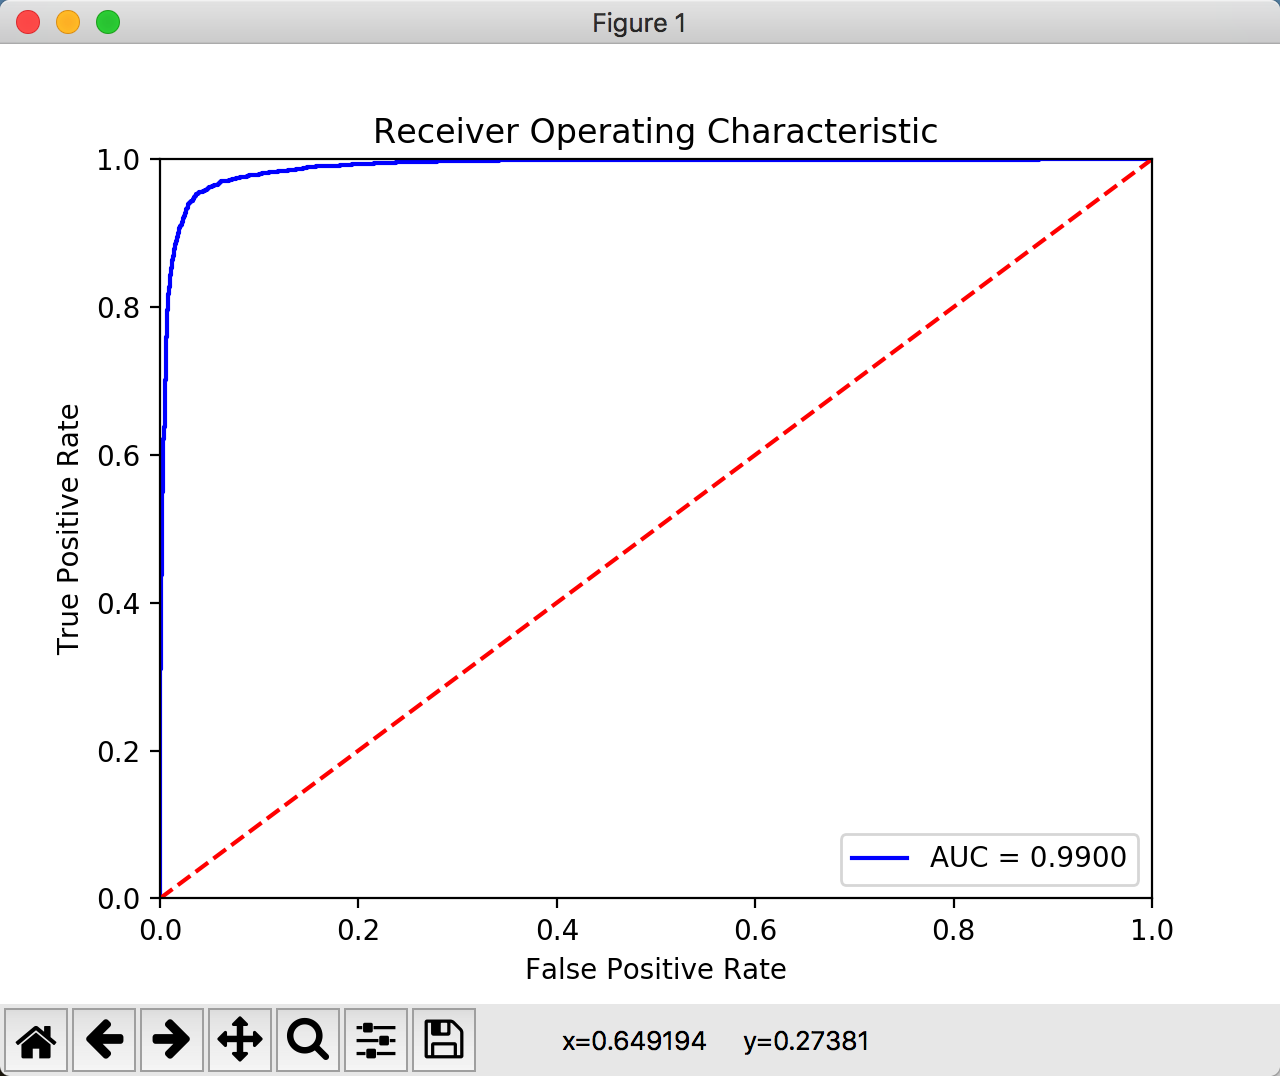 Figure 1
Receiver Operating Characteristic
1.0
0.8
0.6
0.4
0.2
0.0
True Positive Rate
AUC = 0.9900
0.0 0.2 0.4 0.6 0.8 1.0
False Positive Rate
x=0.649194 y=0.27381